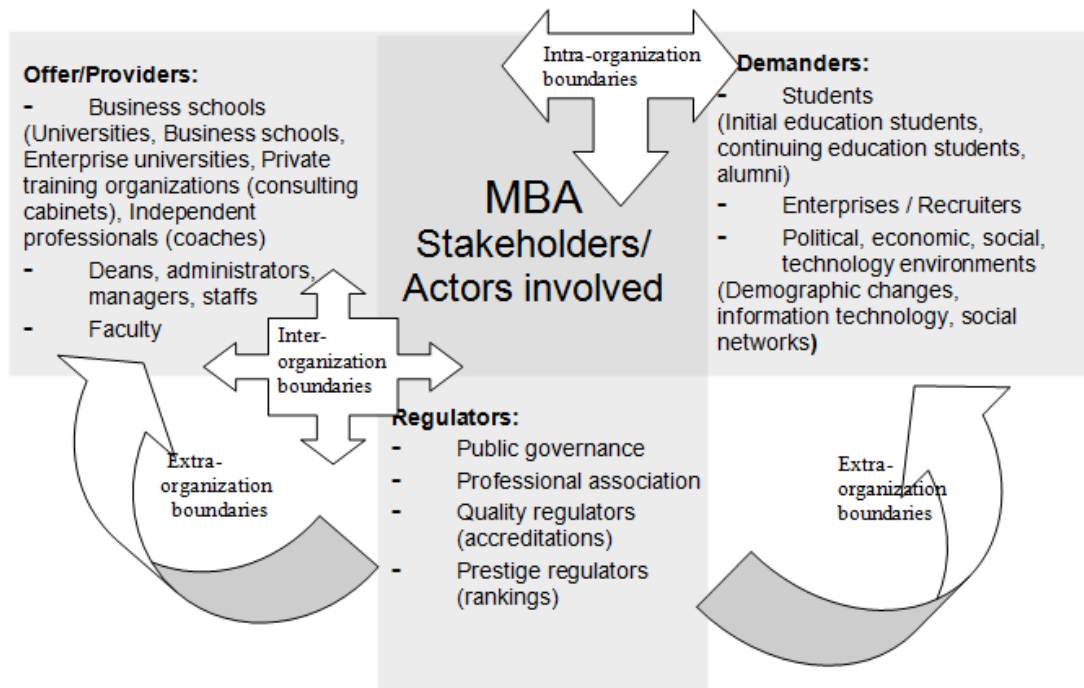 Offer/Providers:
- Business schools
(Universities, Business schools,
Enterprise universities, Private
training organizations (consulting
cabinets), Independent
professionals (coaches)
- Deans, administrators,
managers, staffs
- Faculty
Intra-organization
boundaries
MBA
Stakeholders/
Actors involved
Demanders:
- Students
(Initial education students,
continuing education students,
alumni)
- Enterprises / Recruiters
- Political, economic, social,
technology environments
(Demographic changes,
information technology, social
networks)
Inter-
organization
boundaries
Extra-
organization
boundaries
Regulators:
- Public governance
- Professional association
- Quality regulators
(accreditations)
- Prestige regulators
(rankings)
Extra-
organization
boundaries